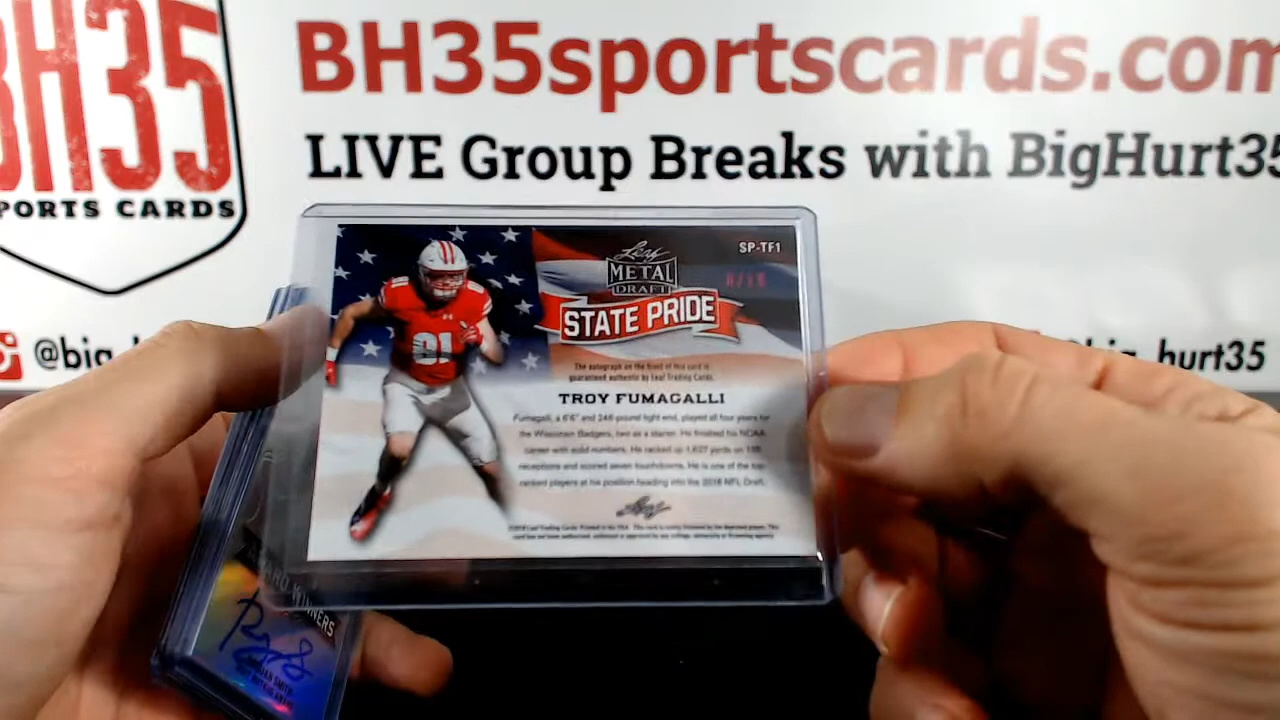 BH35
SPORTS CARDS
BH35sportscards.com
LIVE Group Breaks with BigHurt35
hurt35
Leaf
METAL
DRAFT
SP-TF1
STATE PRIDE
81
The autograph on the front of this card is
guaranteed authentic by Leaf Trading Cards.
TROY FUMAGALLI
Fumagalli, a 6'6" and 248 pound tight end, played all four years for
the Wisconsin Badgers, two as a starter. He finished his NCAA
career with solid numbers. He racked up 1,627 yards on 135
receptions and scored seven touchdowns. He is one of the top
ranked players at his position heading into the 2018 NFL Draft.
Leaf
WINNERS
SMITH